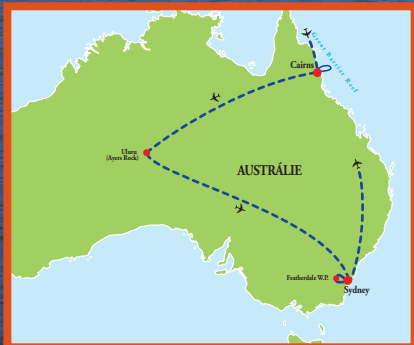 Great Barrier Reef
Cairns
Uluru
(Ayers Rock)
AUSTRÁLIE
Featherdale W.P.
Sydney